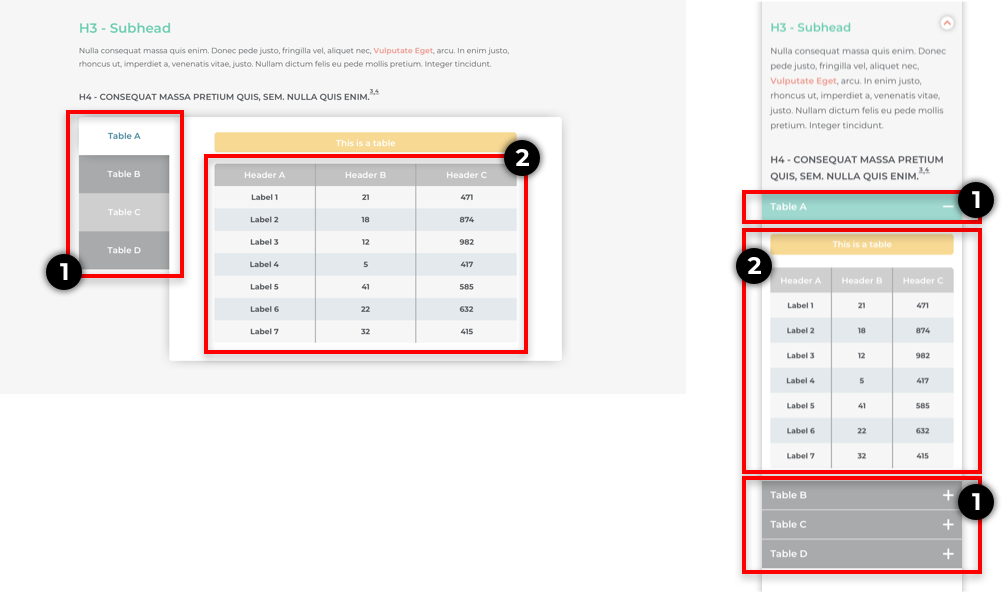 H3 - Subhead
Nulla consequat massa quis enim. Donec pede justo, fringilla vel, aliquet nec, Vulputate Eget, arcu. In enim justo,
rhoncus ut, imperdiet a, venenatis vitae, justo. Nullam dictum felis eu pede mollis pretium. Integer tincidunt.
H4 - CONSEQUAT MASSA PRETIUM QUIS, SEM. NULLA QUIS ENIM.3,4
Table A
Table B
Table C
Table D
1
This is a table
2
Header A Header B Header C
Label 1 21 471
Label 2 18 874
Label 3 12 982
Label 4 5 417
Label 5 41 585
Label 6 22 632
Label 7 32 415
H3 - Subhead
Nulla consequat massa quis enim. Donec
pede justo, fringilla vel, aliquet nec,
Vulputate Eget, arcu. In enim justo,
rhoncus ut, imperdiet a, venenatis vitae,
justo. Nullam dictum felis eu pede mollis
pretium. Integer tincidunt.
H4 - CONSEQUAT MASSA PRETIUM
QUIS, SEM. NULLA QUIS ENIM.3,4
Table A
1
This is a table
2
Header A Header B Header C
Label 1 21 471
Label 2 18 874
Label 3 12 982
Label 4 5 417
Label 5 41 585
Label 6 22 632
Label 7 32 415
Table B
1
Table C
Table D